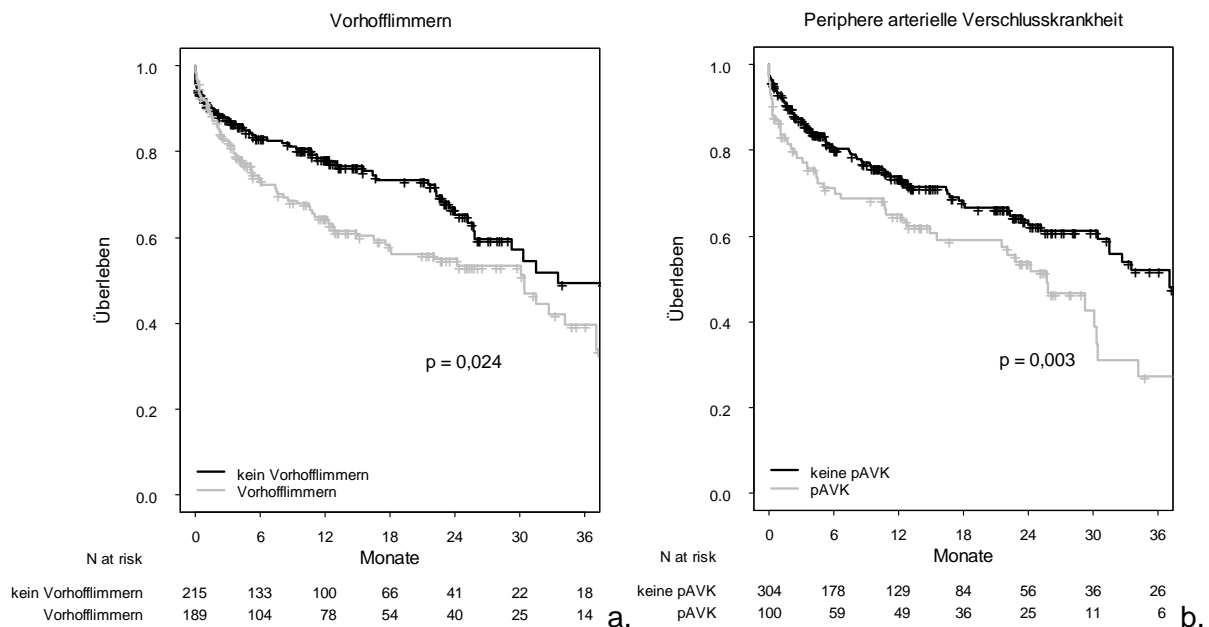 Vorhofflimmern
1.0
0.8
0.6
0.4
0.2
0.0
Überleben
p = 0,024
kein Vorhofflimmern
Vorhofflimmern
0 6 12 18 24 30 36
Monate
N at risk
kein Vorhofflimmern 215 133 100 66 41 22 18
Vorhofflimmern 189 104 78 54 40 25 14
a.
Periphere arterielle Verschlusskrankheit
1.0
0.8
0.6
0.4
0.2
0.0
Überleben
p = 0,003
keine pAVK
pAVK
0 6 12 18 24 30 36
Monate
N at risk
keine pAVK 304 178 129 84 56 36 26
pAVK 100 59 49 36 25 11 6
b.